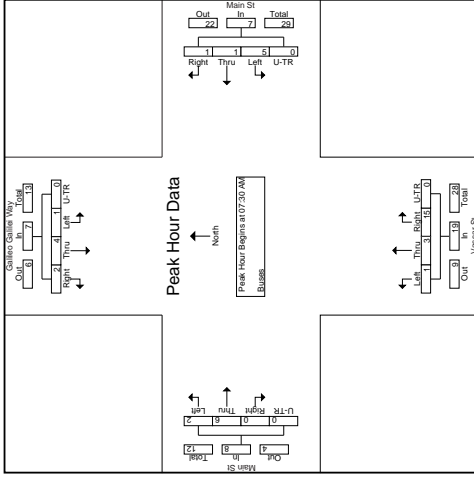 Main St
Out In Total
22 7 29
1 1 5 0
Right Thru Left U-TR
Galileo Galilei Way
Out In Total
6 7 13
2 4 1 0
Right Thru Left U-TR
Peak Hour Data
North
Peak Hour Begins at 07:30 AM
Buses
Left Thru Right U-TR
1 3 15 0
9 19 28
Out In Total
Main St
Out In Total
4 8 12
0 0 6 2
U-TR Right Thru Left